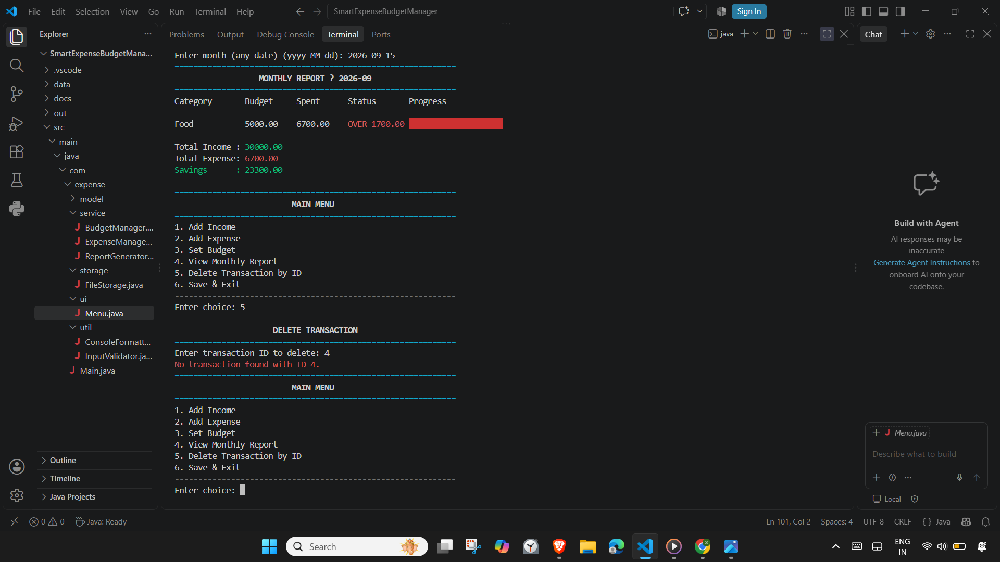 File Edit Selection View Go Run Terminal Help
SmartExpenseBudgetManager
Sign In
Explorer
SmartExpenseBudgetMana...
.vscode
data
docs
out
src
main
java
com
expense
model
service
BudgetManager....
ExpenseManage...
ReportGenerator...
storage
FileStorage.java
ui
Menu.java
util
ConsoleFormatt...
InputValidator.ja...
Main.java
Outline
Timeline
Java Projects
Problems Output Debug Console Terminal Ports
java
Enter month (any date) (yyyy-MM-dd): 2026-09-15
============================================================
MONTHLY REPORT ? 2026-09
============================================================
Category Budget Spent Status Progress
------------------------------------------------------------
Food 5000.00 6700.00 OVER 1700.00
------------------------------------------------------------
Total Income : 30000.00
Total Expense: 6700.00
Savings : 23300.00
------------------------------------------------------------
============================================================
MAIN MENU
============================================================
1. Add Income
2. Add Expense
3. Set Budget
4. View Monthly Report
5. Delete Transaction by ID
6. Save & Exit
------------------------------------------------------------
Enter choice: 5
============================================================
DELETE TRANSACTION
============================================================
Enter transaction ID to delete: 4
No transaction found with ID 4.
============================================================
MAIN MENU
============================================================
1. Add Income
2. Add Expense
3. Set Budget
4. View Monthly Report
5. Delete Transaction by ID
6. Save & Exit
------------------------------------------------------------
Enter choice:
Chat
Build with Agent
AI responses may be
inaccurate
Generate Agent Instructions to
onboard AI onto your
codebase.
Menu.java
Describe what to build
Local
0 0 Java: Ready
Ln 101, Col 2 Spaces: 4 UTF-8 CRLF {} Java
Search
ENG
IN